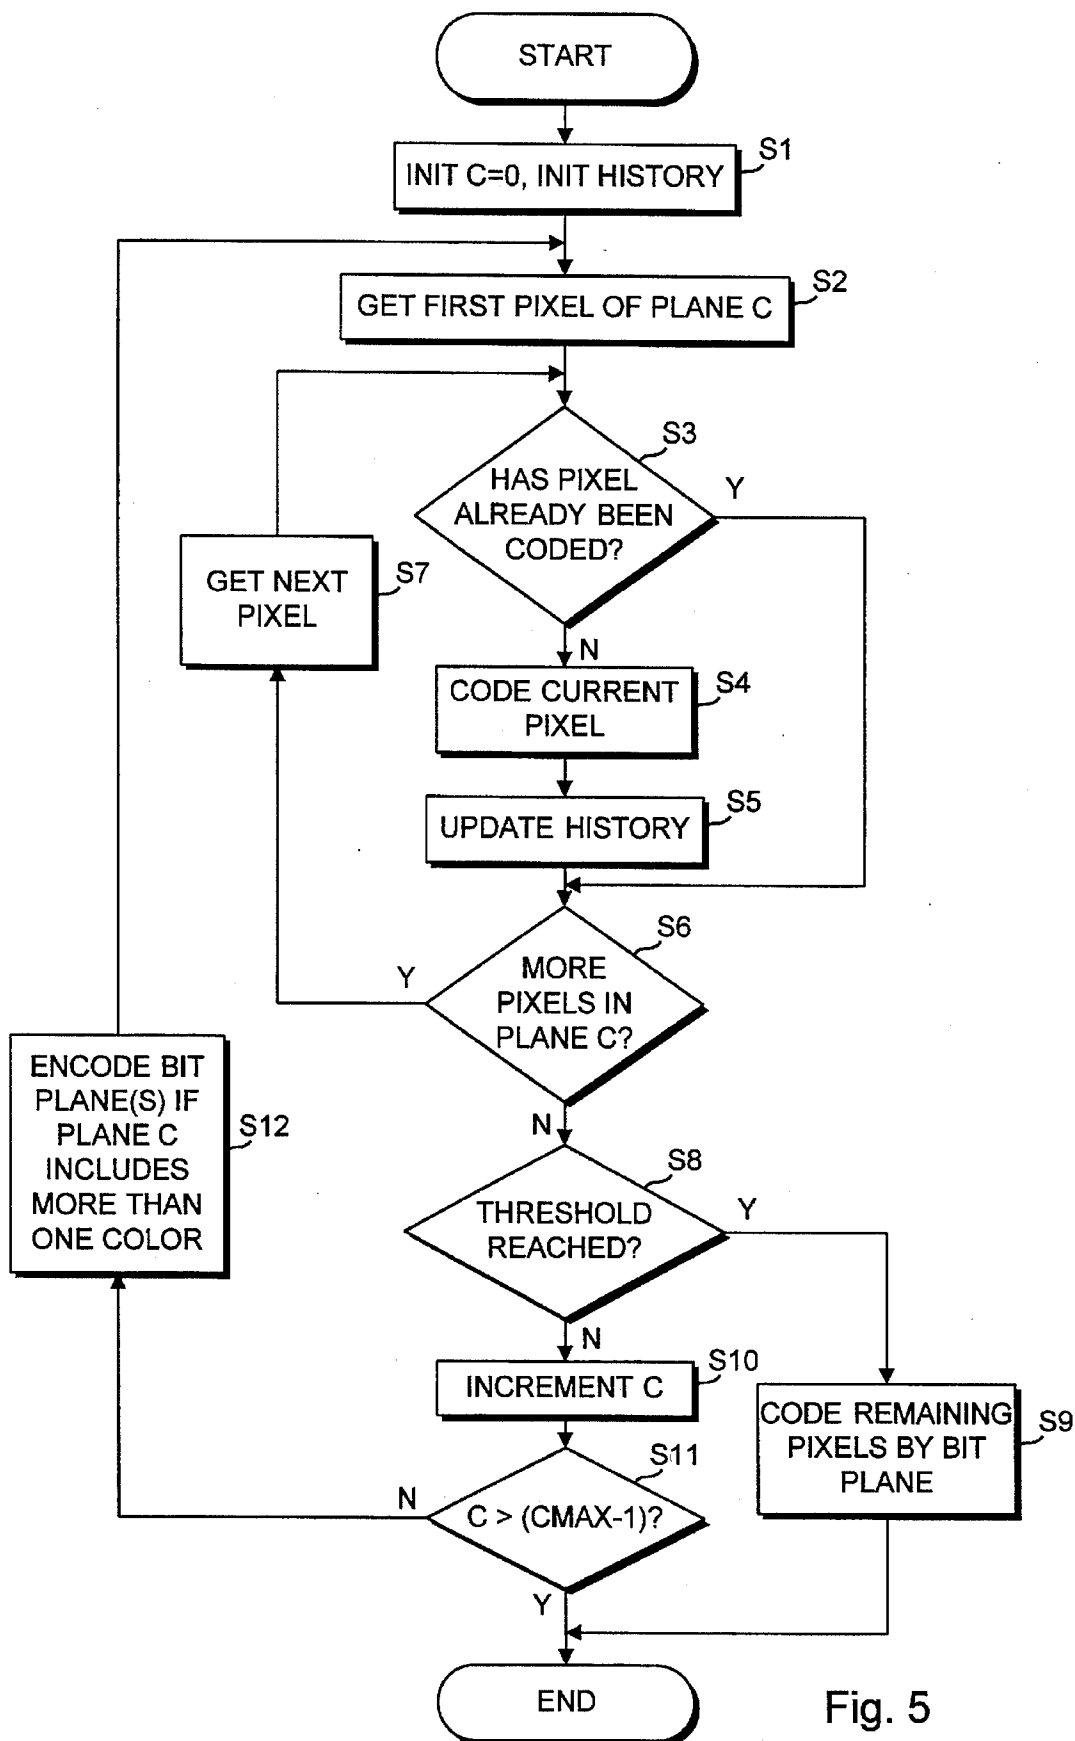 START
INIT C=0, INIT HISTORY
S1
GET FIRST PIXEL OF PLANE C
S2
HAS PIXEL
ALREADY BEEN
CODED?
S3
Y
N
GET NEXT
PIXEL
S7
CODE CURRENT
PIXEL
S4
UPDATE HISTORY
S5
MORE
PIXELS IN
PLANE C?
S6
Y
N
ENCODE BIT
PLANE(S) IF
PLANE C
INCLUDES
MORE THAN
ONE COLOR
S12
THRESHOLD
REACHED?
S8
Y
N
INCREMENT C
S10
CODE REMAINING
PIXELS BY BIT
PLANE
S9
C > (CMAX-1)?
S11
N
Y
END
Fig. 5